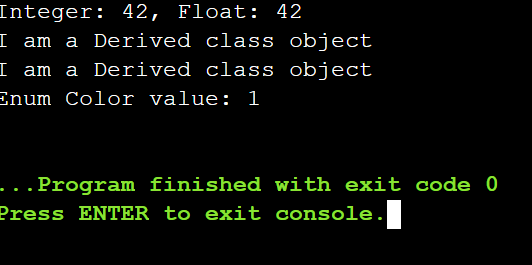 Integer: 42, Float: 42
I am a Derived class object
I am a Derived class object
Enum Color value: 1
...Program finished with exit code 0
Press ENTER to exit console.